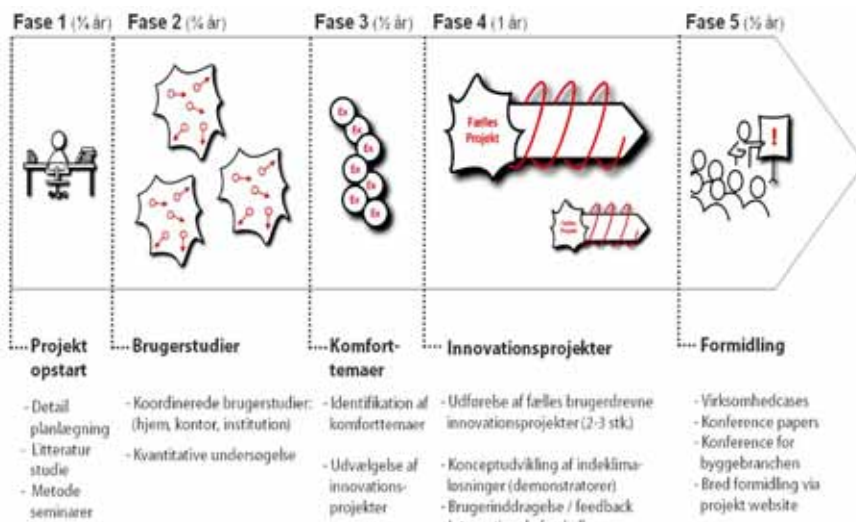 Fase 1 (¼ år) Fase 2 (¾ år) Fase 3 (½ år) Fase 4 (1 år) Fase 5 (½ år)
Ex
Ex
Ex
Ex
Ex
Ex
Ex
Fælles
Projekt
Fælles
Projekt
!
Projekt
opstart
- Detail
planlægning
- Litteratur
studie
- Metode
seminarer
Brugerstudier
- Koordinerede brugerstudier:
(hjem, kontor, institution)
- Kvantitative undersøgelse
Komfort-
temaer
- Identifikation af
komforttemaer
- Udvælgelse af
innovations-
projekter
Innovationsprojekter
- Udførelse af fælles brugerdrevne
innovationsprojekter (2-3 stk.)
- Konceptudvikling af indeklima-
løsninger (demonstratorer)
- Brugerinddragelse / feedback
Formidling
- Virksomhedcases
- Konference papers
- Konference for
byggebranchen
- Bred formidling via
projekt website